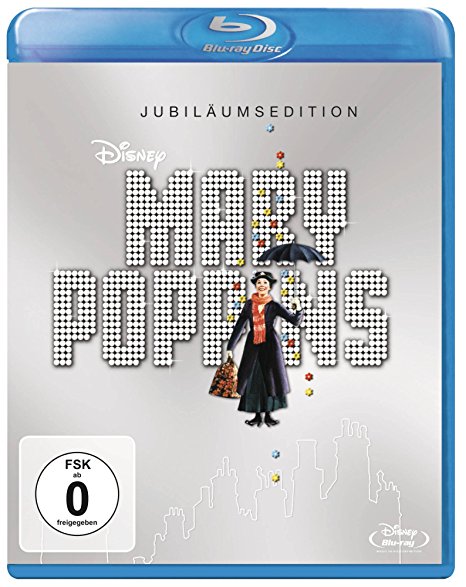 Blu-ray Disc
JUBILÄUMSEDITION
Disney
MARY
POPPINS
FSK
ab
0
freigegeben
Disney
Blu-ray